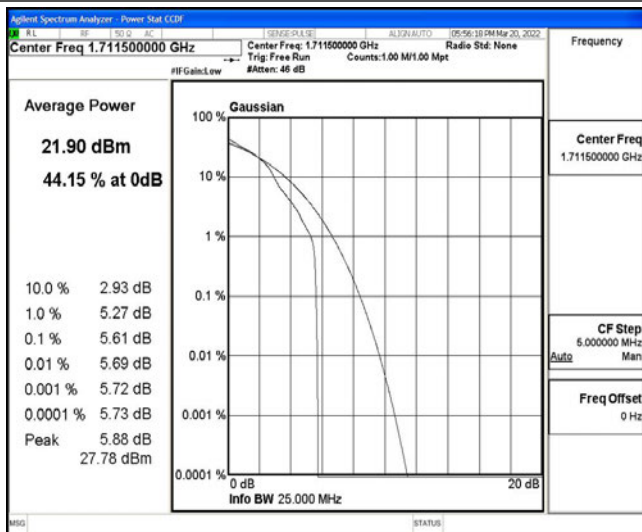 Agilent Spectrum Analyzer - Power Stat CCDF
RL RF 50 Ω AC SENSE:PULSE ALIGN AUTO 05:56:18 PM Mar 20, 2022
Center Freq 1.711500000 GHz
Center Freq: 1.711500000 GHz Radio Std: None
Trig: Free Run Counts:1.00 M/1.00 Mpt
#IFGain:Low #Atten: 46 dB
Frequency
Average Power
21.90 dBm
44.15 % at 0dB
10.0 % 2.93 dB
1.0 % 5.27 dB
0.1 % 5.61 dB
0.01 % 5.69 dB
0.001 % 5.72 dB
0.0001 % 5.73 dB
Peak 5.88 dB
27.78 dBm
Gaussian
100 %
10 %
1 %
0.1 %
0.01 %
0.001 %
0.0001 %
0 dB 20 dB
Info BW 25.000 MHz
Center Freq
1.711500000 GHz
CF Step
5.000000 MHz
Auto Man
Freq Offset
0 Hz
MSG STATUS